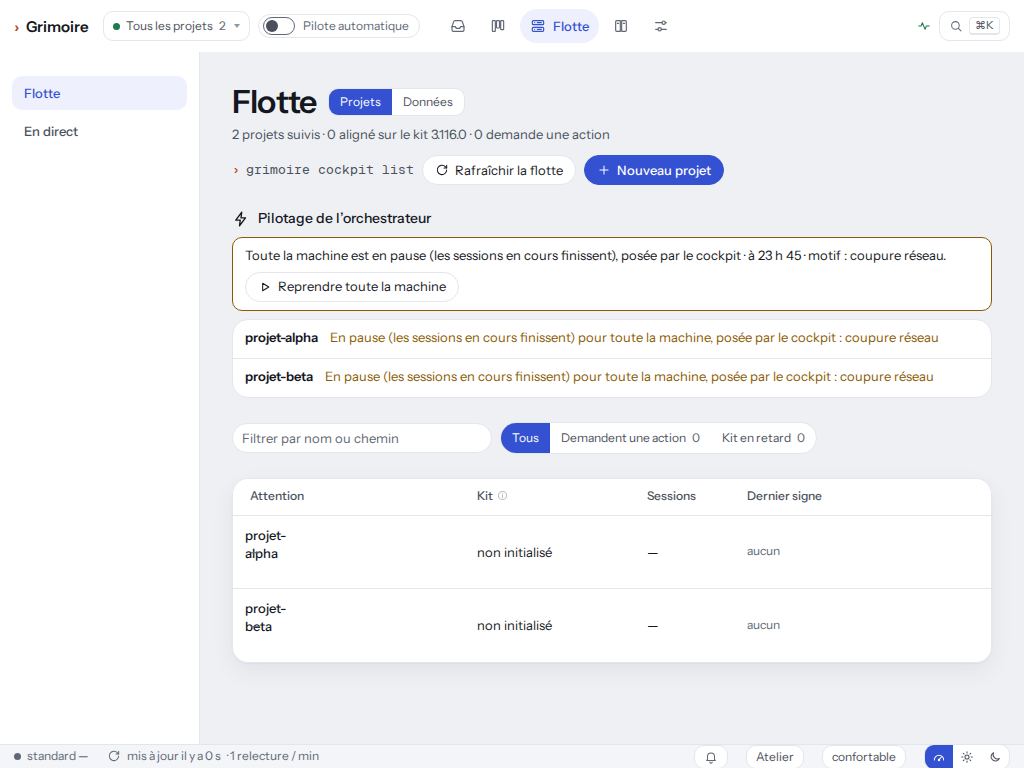 › Grimoire Tous les projets 2 Pilote automatique Flotte ⌘K
Flotte
En direct
Flotte Projets Données
2 projets suivis · 0 aligné sur le kit 3.116.0 · 0 demande une action
› grimoire cockpit list Rafraîchir la flotte Nouveau projet
Pilotage de l’orchestrateur
Toute la machine est en pause (les sessions en cours finissent), posée par le cockpit · à 23 h 45 · motif : coupure réseau.
Reprendre toute la machine
projet-alpha En pause (les sessions en cours finissent) pour toute la machine, posée par le cockpit : coupure réseau
projet-beta En pause (les sessions en cours finissent) pour toute la machine, posée par le cockpit : coupure réseau
Filtrer par nom ou chemin Tous Demandent une action 0 Kit en retard 0
Attention Kit Sessions Dernier signe
projet-
alpha
non initialisé — aucun
projet-
beta
non initialisé — aucun
standard — mis à jour il y a 0 s · 1 relecture / min Atelier confortable